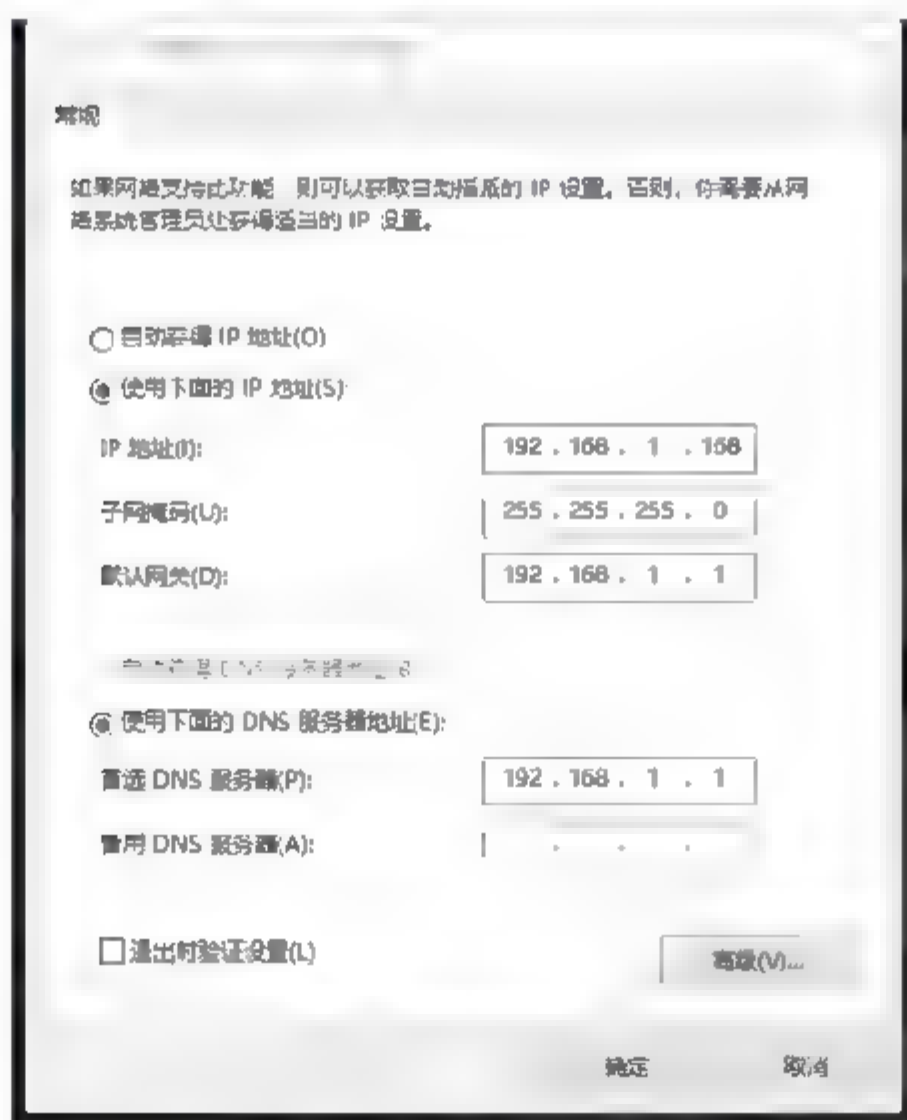 常规
如果网络支持此功能 则可以获取自动指派的 IP 设置。否则，你需要从网
络系统管理员处获得适当的 IP 设置。
自动获得 IP 地址(O)
使用下面的 IP 地址(S)
IP 地址(I):
192 . 168 . 1 . 168
子网掩码(U):
255 . 255 . 255 . 0
默认网关(D):
192 . 168 . 1 . 1
使用下面的 DNS 服务器地址(E):
首选 DNS 服务器(P):
192 . 168 . 1 . 1
备用 DNS 服务器(A):
. . .
退出时验证设置(L)
高级(V)...
确定
取消